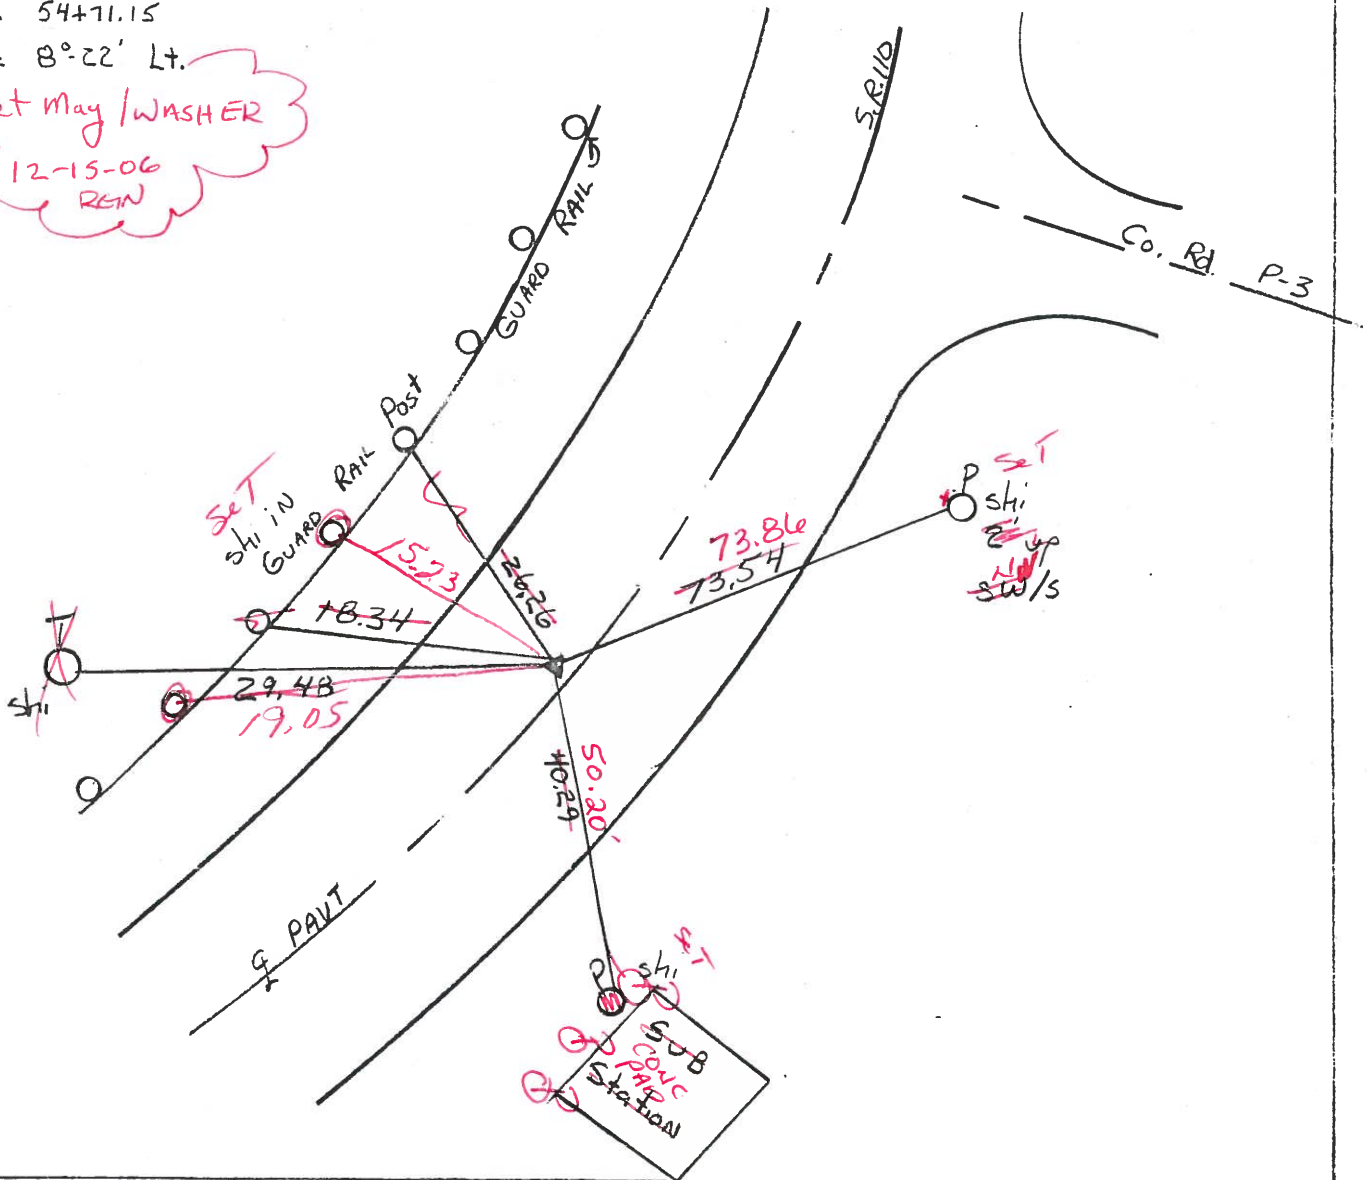 54+71.15
8°-22' Lt.
May / WASHER
12-15-06
RGN
S.R. 110
Co. Rd. P-3
GUARD RAIL
Post
RAIL
SeT
shi iN
GUARD
15.23
26.26
18.34
T
shi
29.48
19.05
73.86
73.54
P
SeT
shi
2' up
SW/S
40.29
50.20'
℄ PAVT
P
shi
SeT
SUB
CONC
PAD
Station